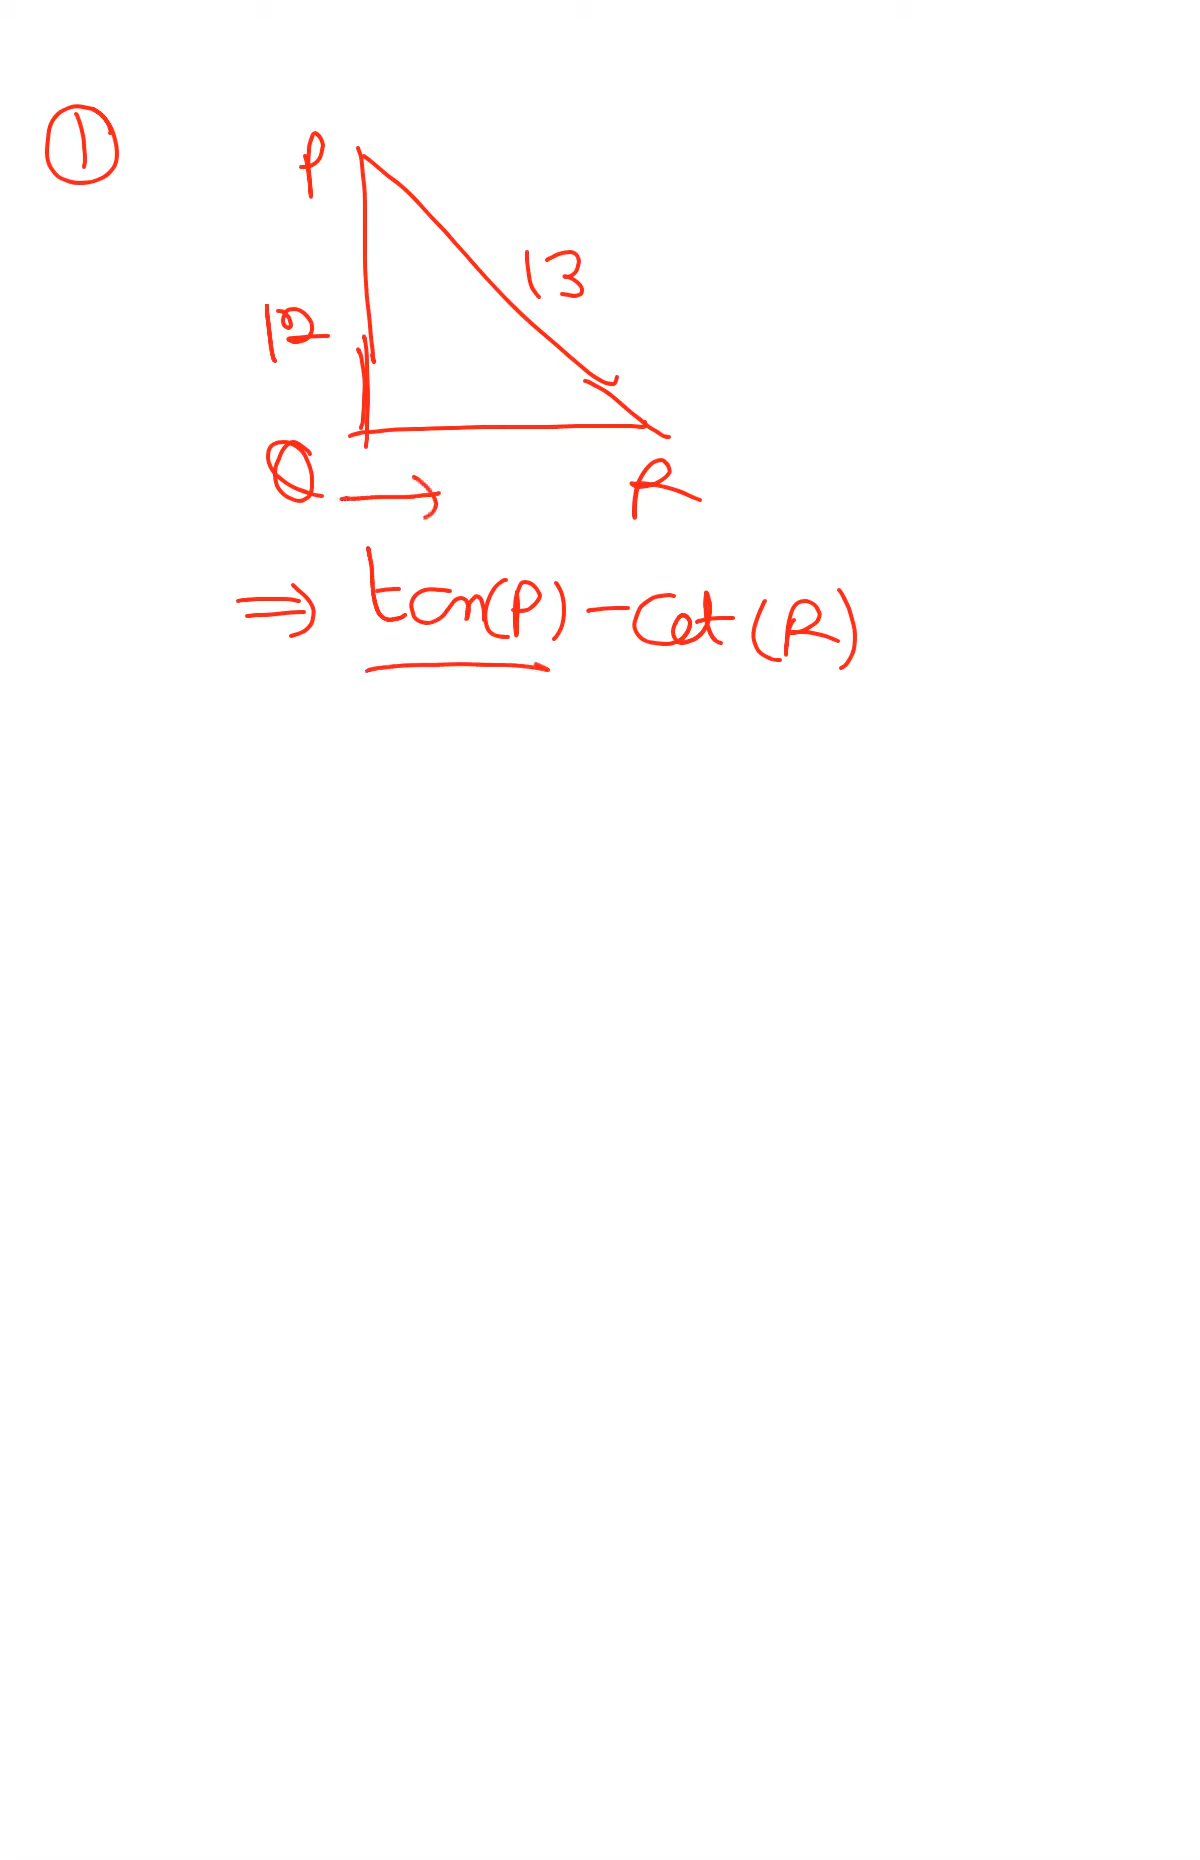 ①
P
13
12
Q → R
⇒ tan(P) - cot(R)